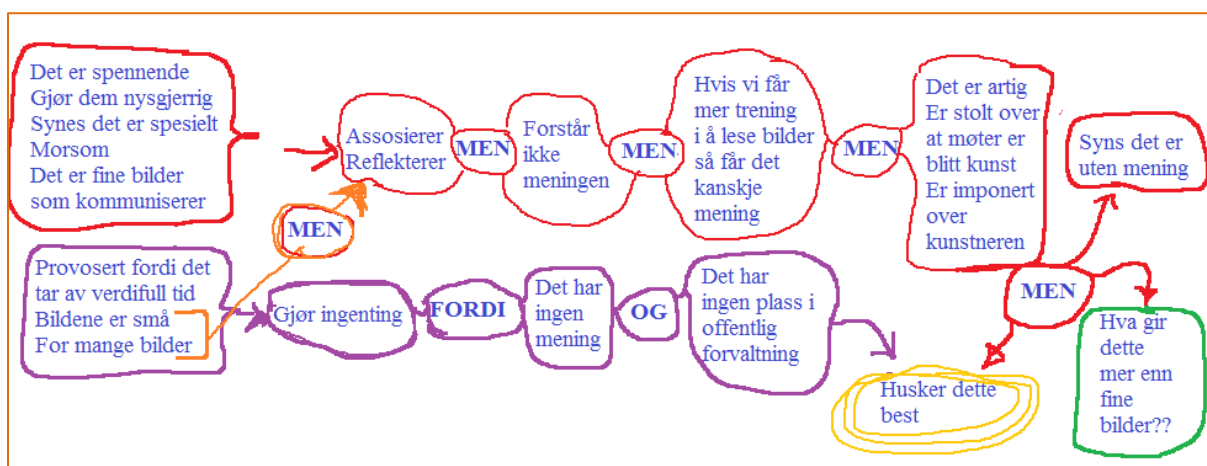 Det er spennende
Gjør dem nysgjerrig
Synes det er spesielt
Morsom
Det er fine bilder
som kommuniserer
Assosierer
Reflekterer
MEN
Forstår
ikke
meningen
MEN
Hvis vi får
mer trening
i å lese bilder
så får det
kanskje
mening
MEN
Det er artig
Er stolt over
at møter er
blitt kunst
Er imponert
over
kunstneren
Syns det er
uten mening
MEN
MEN
Provosert fordi det
tar av verdifull tid
Bildene er små
For mange bilder
Gjør ingenting
FORDI
Det har
ingen
mening
OG
Det har
ingen plass i
offentlig
forvaltning
Husker dette
best
Hva gir
dette
mer enn
fine
bilder??